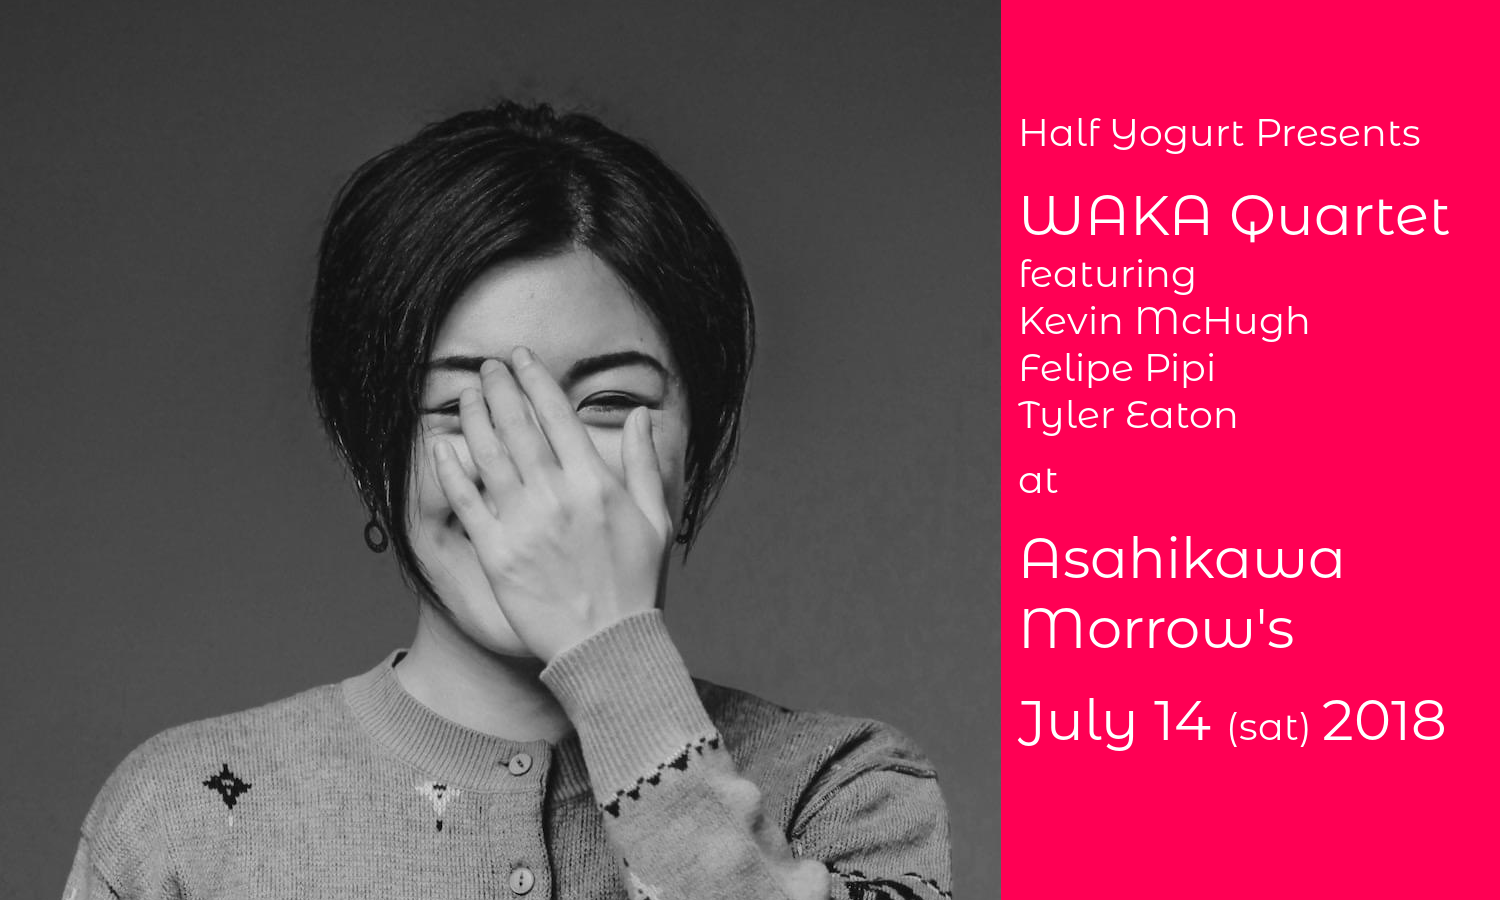 Half Yogurt Presents
WAKA Quartet
featuring
Kevin McHugh
Felipe Pipi
Tyler Eaton
at
Asahikawa
Morrow's
July 14 (sat) 2018